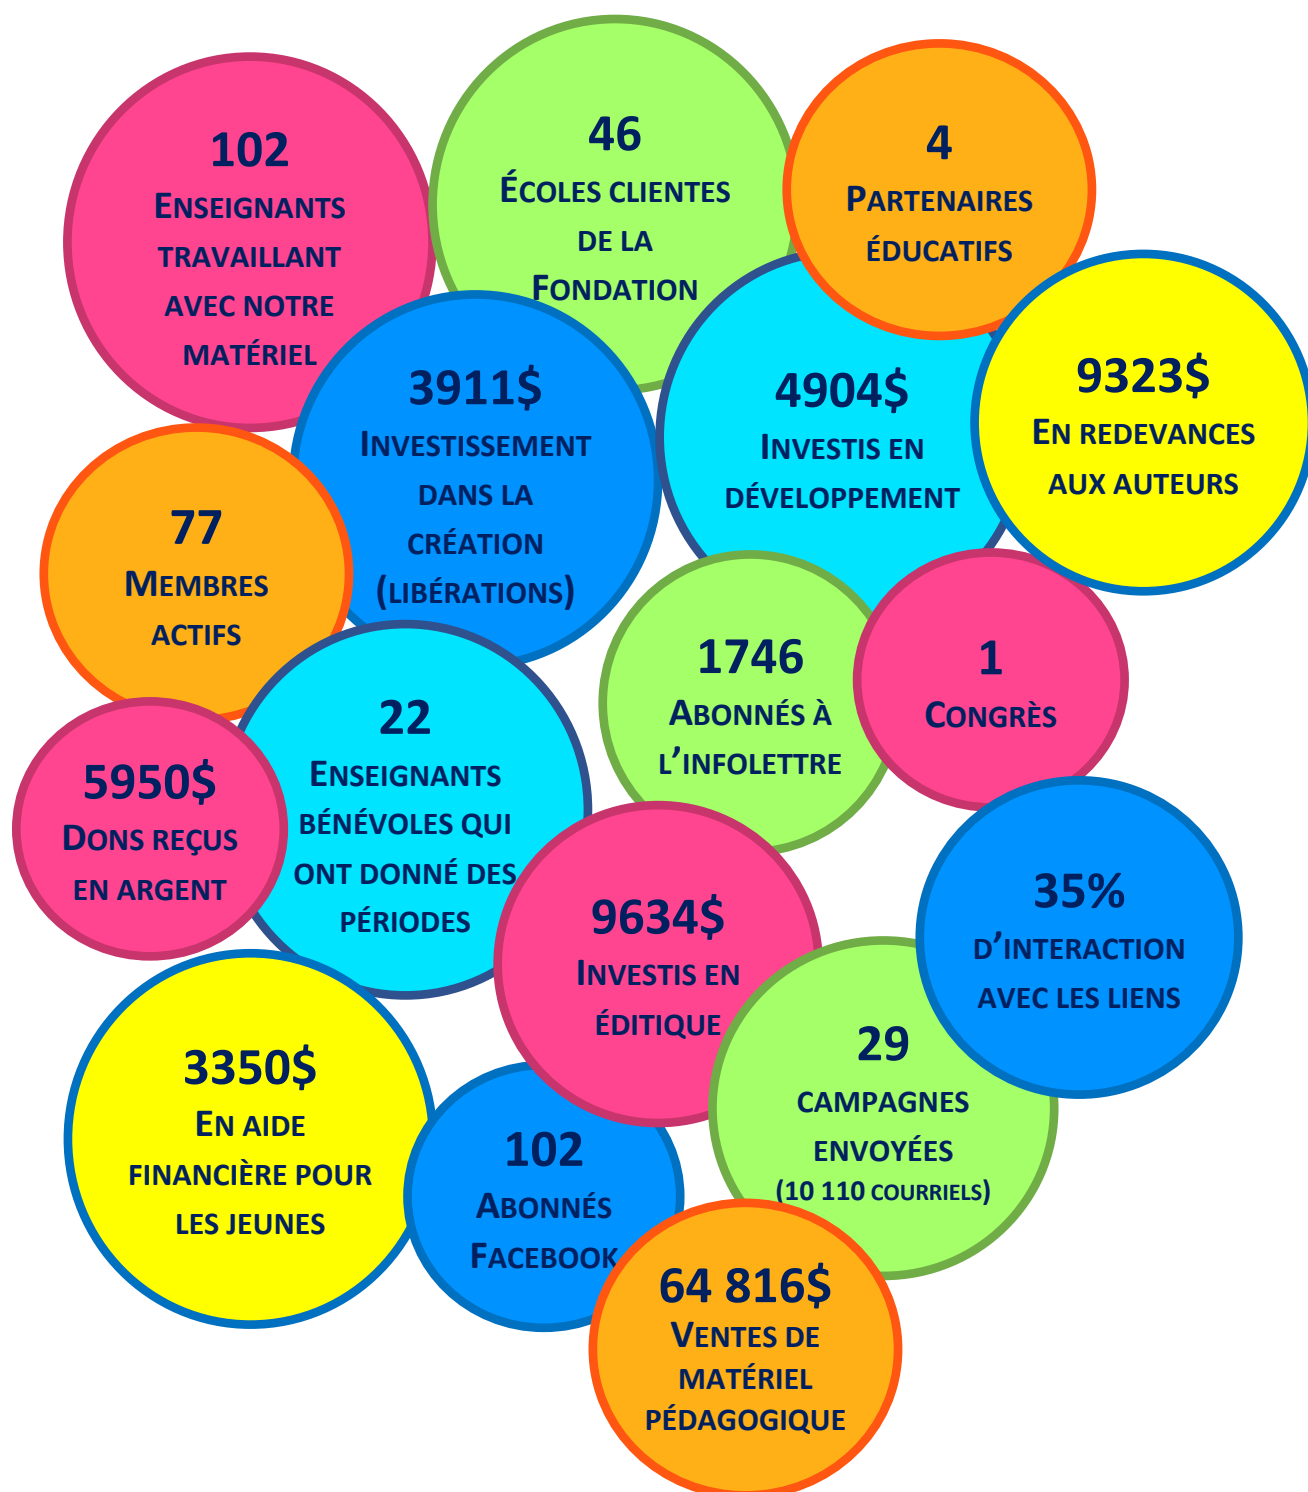 102
ENSEIGNANTS
TRAVAILLANT
AVEC NOTRE
MATÉRIEL
46
ÉCOLES CLIENTES
DE LA
FONDATION
4
PARTENAIRES
ÉDUCATIFS
3911$
INVESTISSEMENT
DANS LA
CRÉATION
(LIBÉRATIONS)
4904$
INVESTIS EN
DÉVELOPPEMENT
9323$
EN REDEVANCES
AUX AUTEURS
77
MEMBRES
ACTIFS
22
ENSEIGNANTS
BÉNÉVOLES QUI
ONT DONNÉ DES
PÉRIODES
1746
ABONNÉS À
L'INFOLETTRE
1
CONGRÈS
5950$
DONS REÇUS
EN ARGENT
9634$
INVESTIS EN
ÉDITIQUE
35%
D'INTERACTION
AVEC LES LIENS
3350$
EN AIDE
FINANCIÈRE POUR
LES JEUNES
102
ABONNÉS
FACEBOOK
29
CAMPAGNES
ENVOYÉES
(10 110 COURRIELS)
64 816$
VENTES DE
MATÉRIEL
PÉDAGOGIQUE